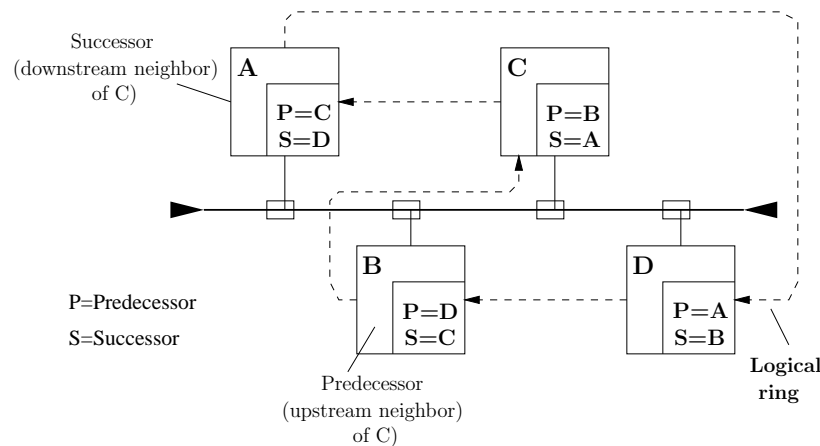 Successor
(downstream neighbor)
of C)
A
P=C
S=D
C
P=B
S=A
B
P=D
S=C
D
P=A
S=B
P=Predecessor
S=Successor
Predecessor
(upstream neighbor)
of C)
Logical
ring